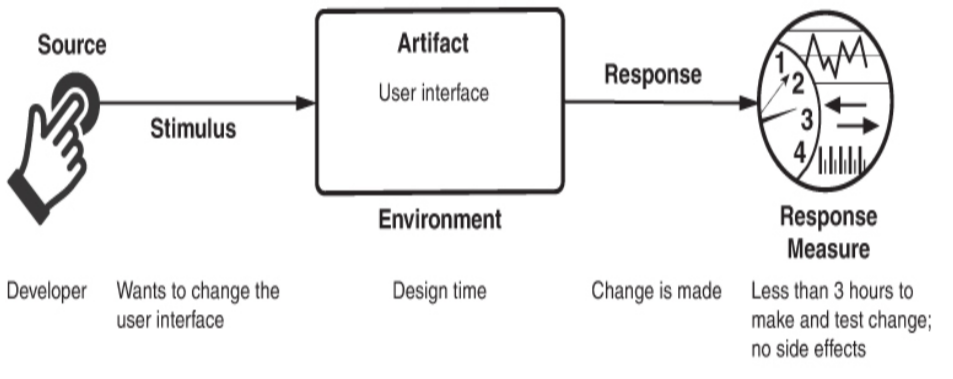 Source
Stimulus
Artifact
User interface
Environment
Response
1
2
3
4
Response
Measure
Developer
Wants to change the
user interface
Design time
Change is made
Less than 3 hours to
make and test change;
no side effects